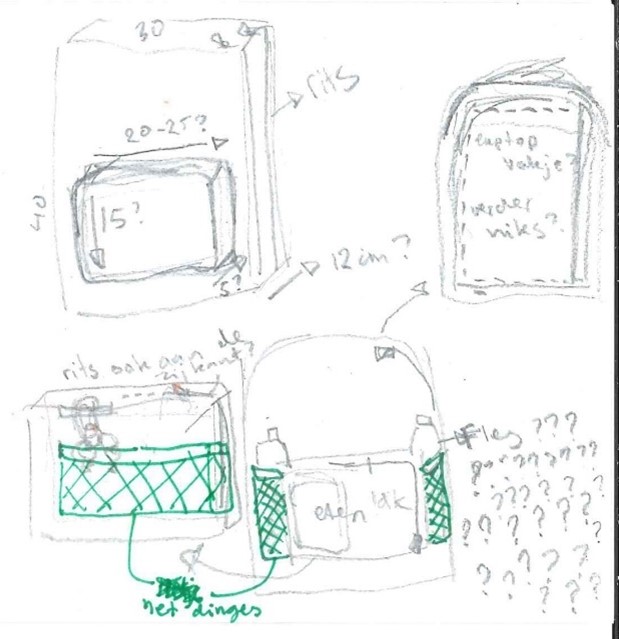 30
8
rits
20-25?
40
15?
5?
12 cm?
laptop
vakje?
verder
niks?
rits ook aan de
zijkant?
fles ???
eten vak
net dinges